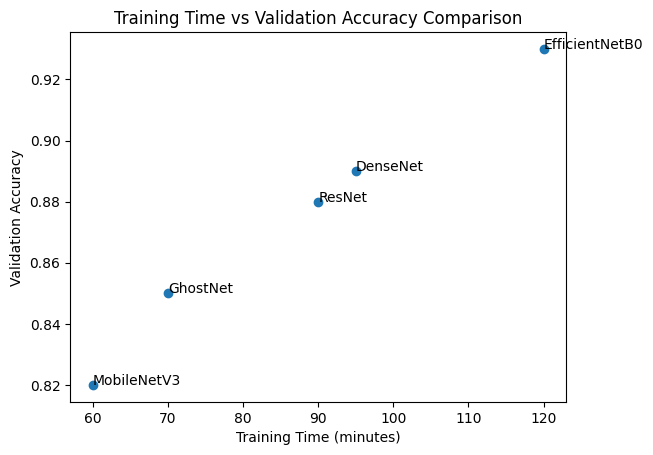 Training Time vs Validation Accuracy Comparison
EfficientNetB0
0.92
0.90
DenseNet
0.88
ResNet
Validation Accuracy
0.86
GhostNet
0.84
MobileNetV3
0.82
60 70 80 90 100 110 120
Training Time (minutes)